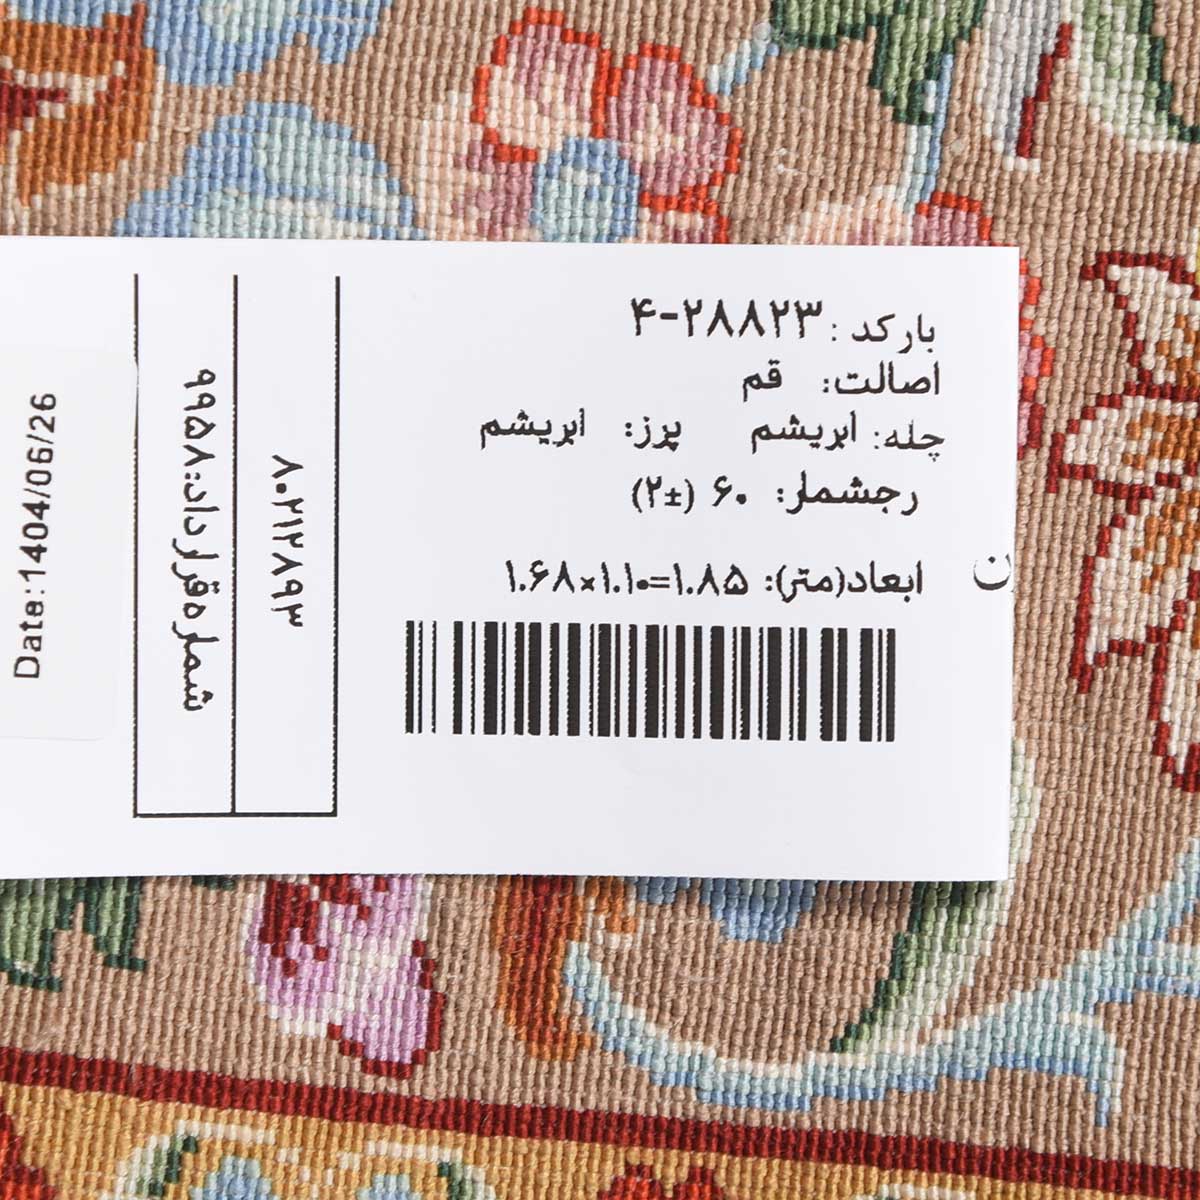 بارکد: ۴-۲۸۸۲۳
اصالت: قم
چله: ابریشم پرز: ابریشم
رجشمار: ۶۰ (±۲)
ابعاد(متر): ۱.۶۸×۱.۱۰=۱.۸۵
۸۰۲۱۲۸۹۳
شماره قرارداد: ۹۹۵۸
Date:1404/06/26